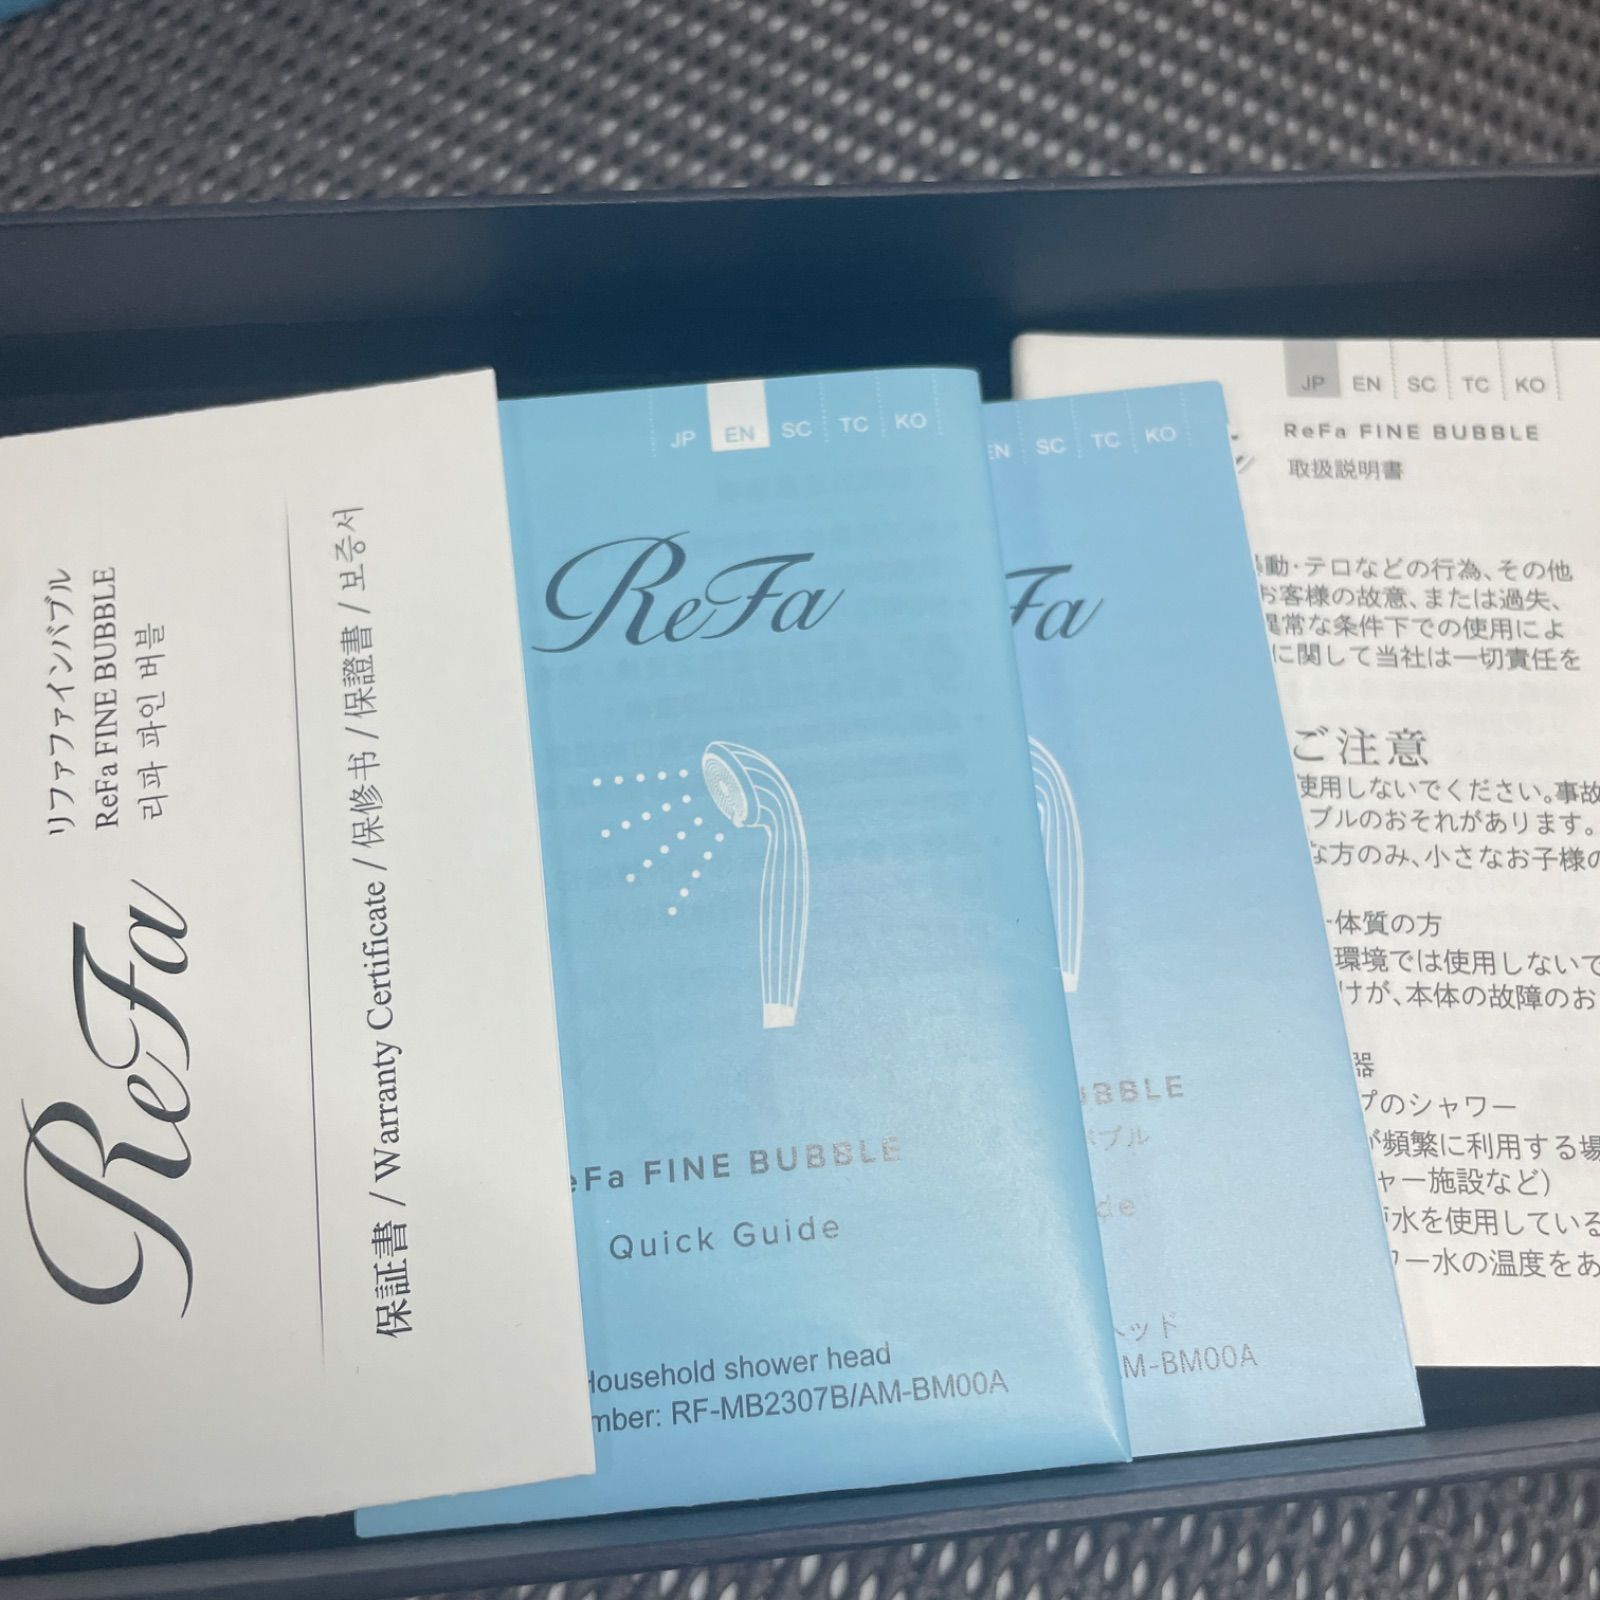 ReFa
リファファインバブル
ReFa FINE BUBBLE
리파 파인 버블
保証書 / Warranty Certificate / 保修书 / 保證書 / 보증서
JP EN SC TC KO
ReFa
FINE BUBBLE
Quick Guide
Household shower head
RF-MB2307B/AM-BM00A
EN SC TC KO
BM00A
JP EN SC TC KO
ReFa FINE BUBBLE
取扱説明書
動・テロなどの行為、その他
お客様の故意、または過失、
異常な条件下での使用によ
に関して当社は一切責任を
ご注意
使用しないでください。事故
ブルのおそれがあります。
な方のみ、小さなお子様の
体質の方
環境では使用しないで
けが、本体の故障のお
器
プのシャワー
が頻繁に利用する場
ャー施設など)
水を使用している
ワー水の温度をあ